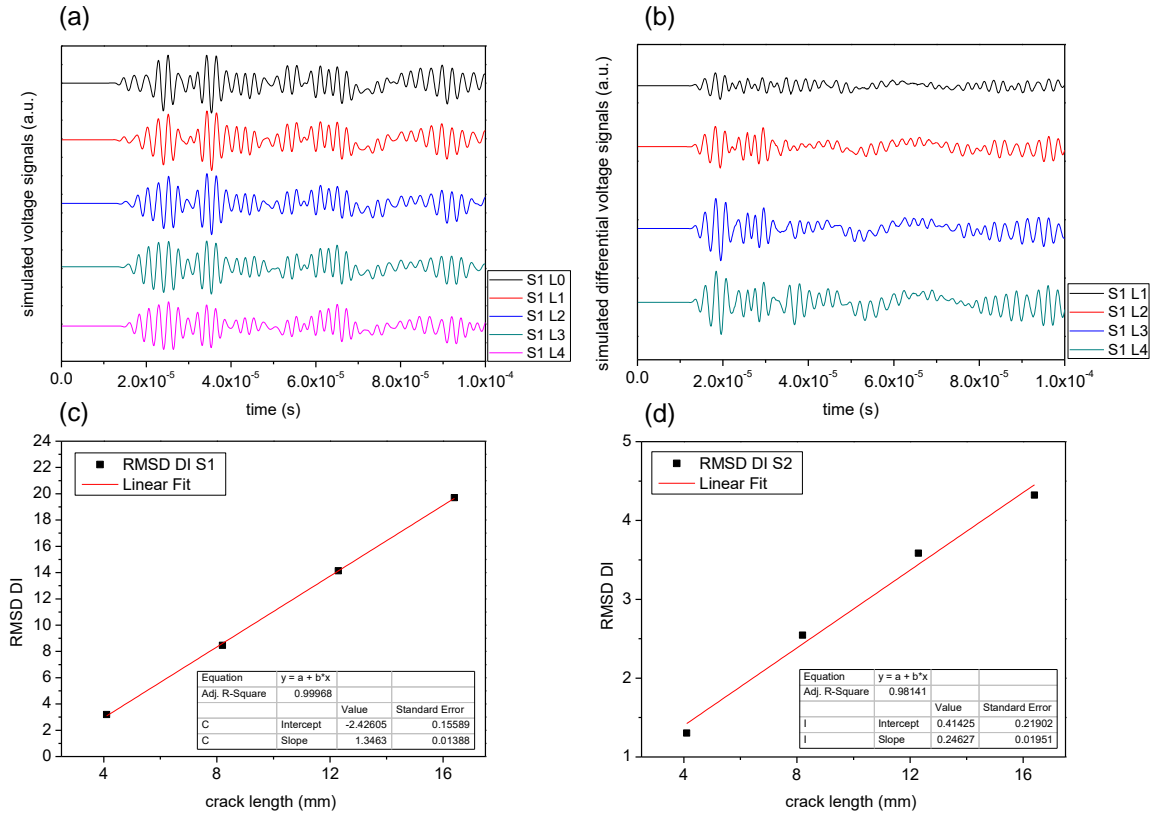 (a)
simulated voltage signals (a.u.)
S1 L0
S1 L1
S1 L2
S1 L3
S1 L4
0.0 2.0x10⁻⁵ 4.0x10⁻⁵ 6.0x10⁻⁵ 8.0x10⁻⁵ 1.0x10⁻⁴
time (s)
(b)
simulated differential voltage signals (a.u.)
S1 L1
S1 L2
S1 L3
S1 L4
0.0 2.0x10⁻⁵ 4.0x10⁻⁵ 6.0x10⁻⁵ 8.0x10⁻⁵ 1.0x10⁻⁴
time (s)
(c)
RMSD DI
24
22
20
18
16
14
12
10
8
6
4
2
0
RMSD DI S1
Linear Fit
Equation y = a + b*x
Adj. R-Square 0.99968
Value Standard Error
C Intercept -2.42605 0.15589
C Slope 1.3463 0.01388
4 8 12 16
crack length (mm)
(d)
RMSD DI
5
4
3
2
1
RMSD DI S2
Linear Fit
Equation y = a + b*x
Adj. R-Square 0.98141
Value Standard Error
I Intercept 0.41425 0.21902
I Slope 0.24627 0.01951
4 8 12 16
crack length (mm)